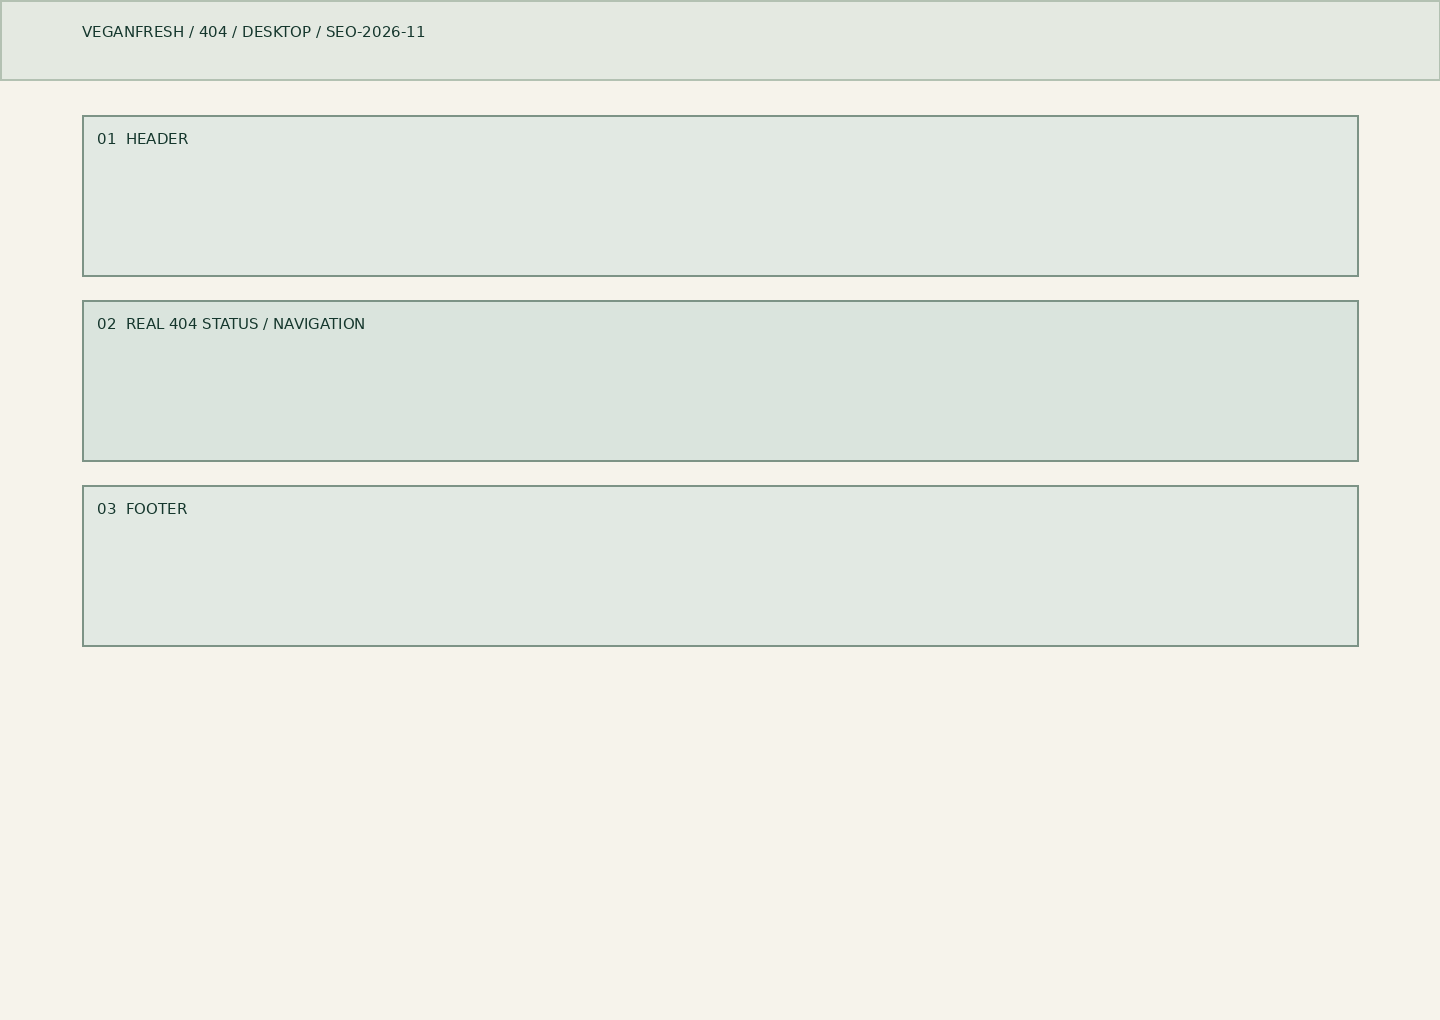 VEGANFRESH / 404 / DESKTOP / SEO-2026-11
01 HEADER
02 REAL 404 STATUS / NAVIGATION
03 FOOTER